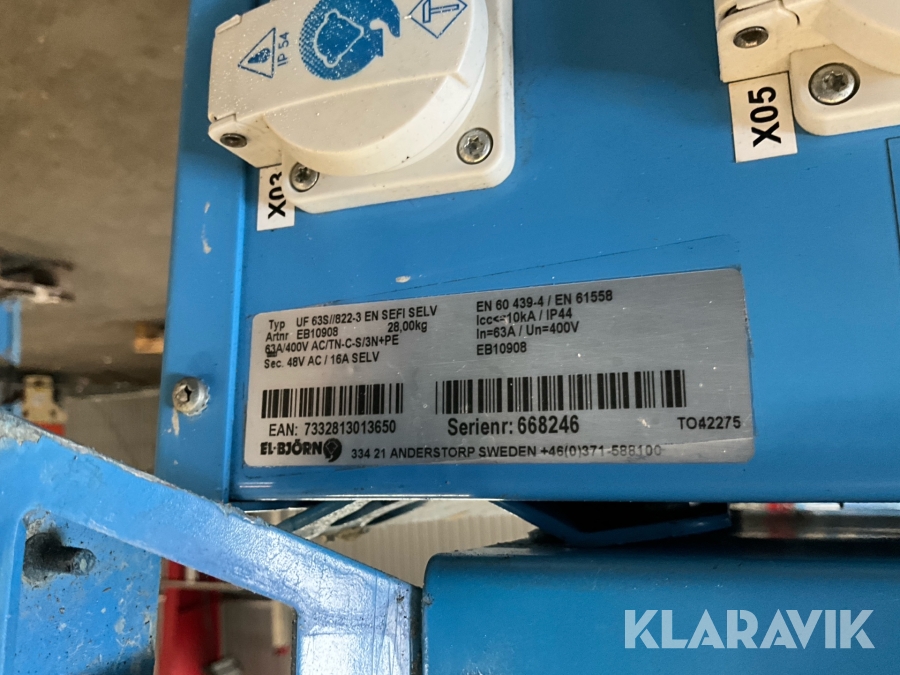 IP 54
X03
X05
Typ UF 63S//822-3 EN SEFI SELV
Artnr EB10908 28,00kg
63A/400V AC/TN-C-S/3N+PE
Sec. 48V AC / 16A SELV
EN 60 439-4 / EN 61558
Icc<=10kA / IP44
In=63A / Un=400V
EB10908
EAN: 7332813013650
Serienr: 668246
TO42275
EL-BJÖRN
334 21 ANDERSTORP SWEDEN +46(0)371-588100
KLARAVIK